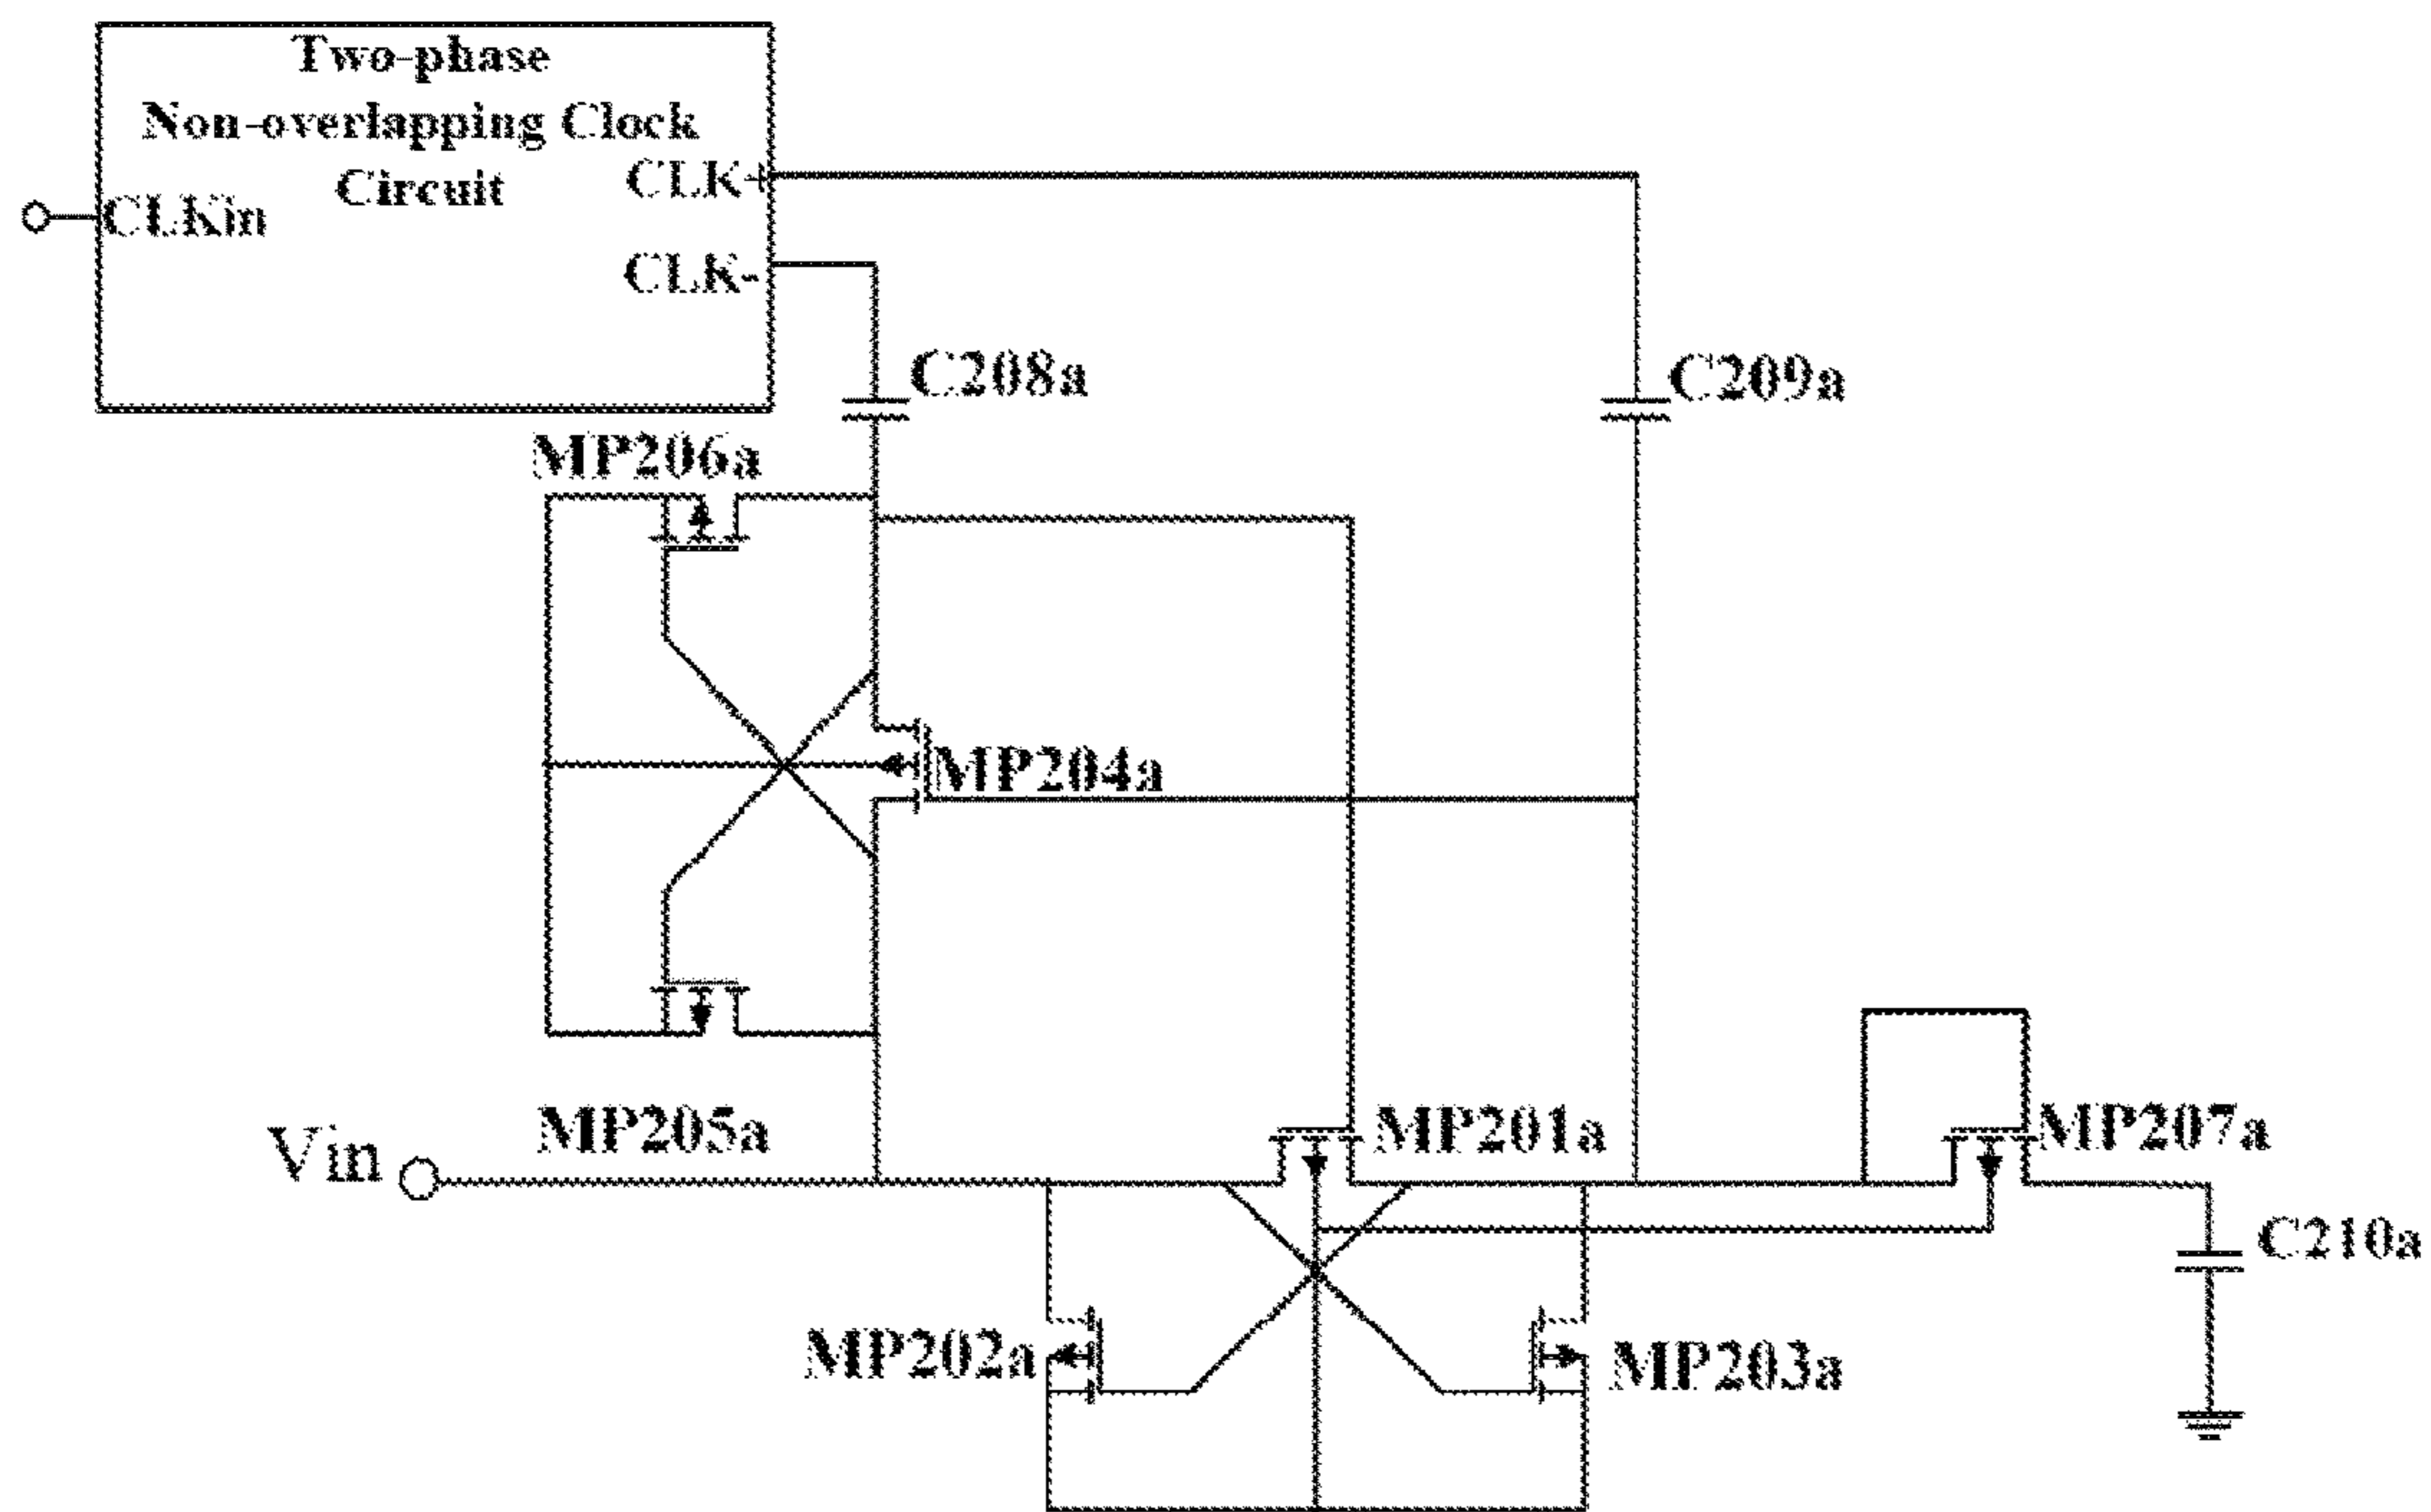 Two-phase
Non-overlapping Clock
Circuit
CLK+
CLKin
CLK-
C208a
C209a
MP206a
MP204a
MP205a
MP201a
MP207a
Vin
C210a
MP202a
MP203a